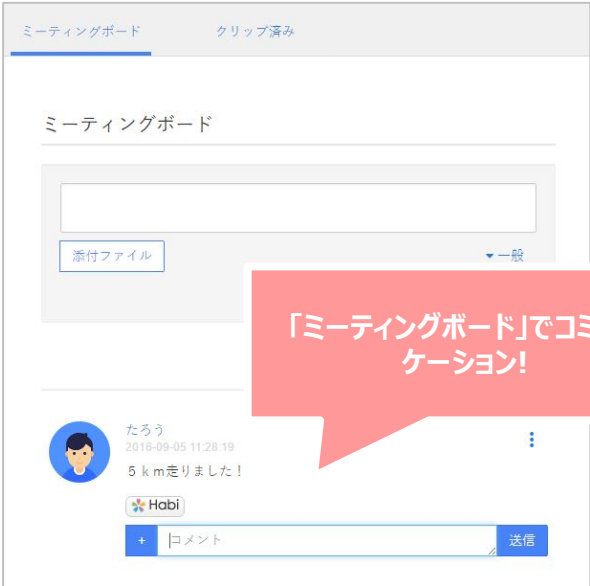 ミーティングボード クリップ済み
ミーティングボード
添付ファイル
一般
「ミーティングボード」でコミ
ケーション!
たろう
2016-09-05 11:28:19
５ｋｍ走りました！
Habi
+ コメント 送信